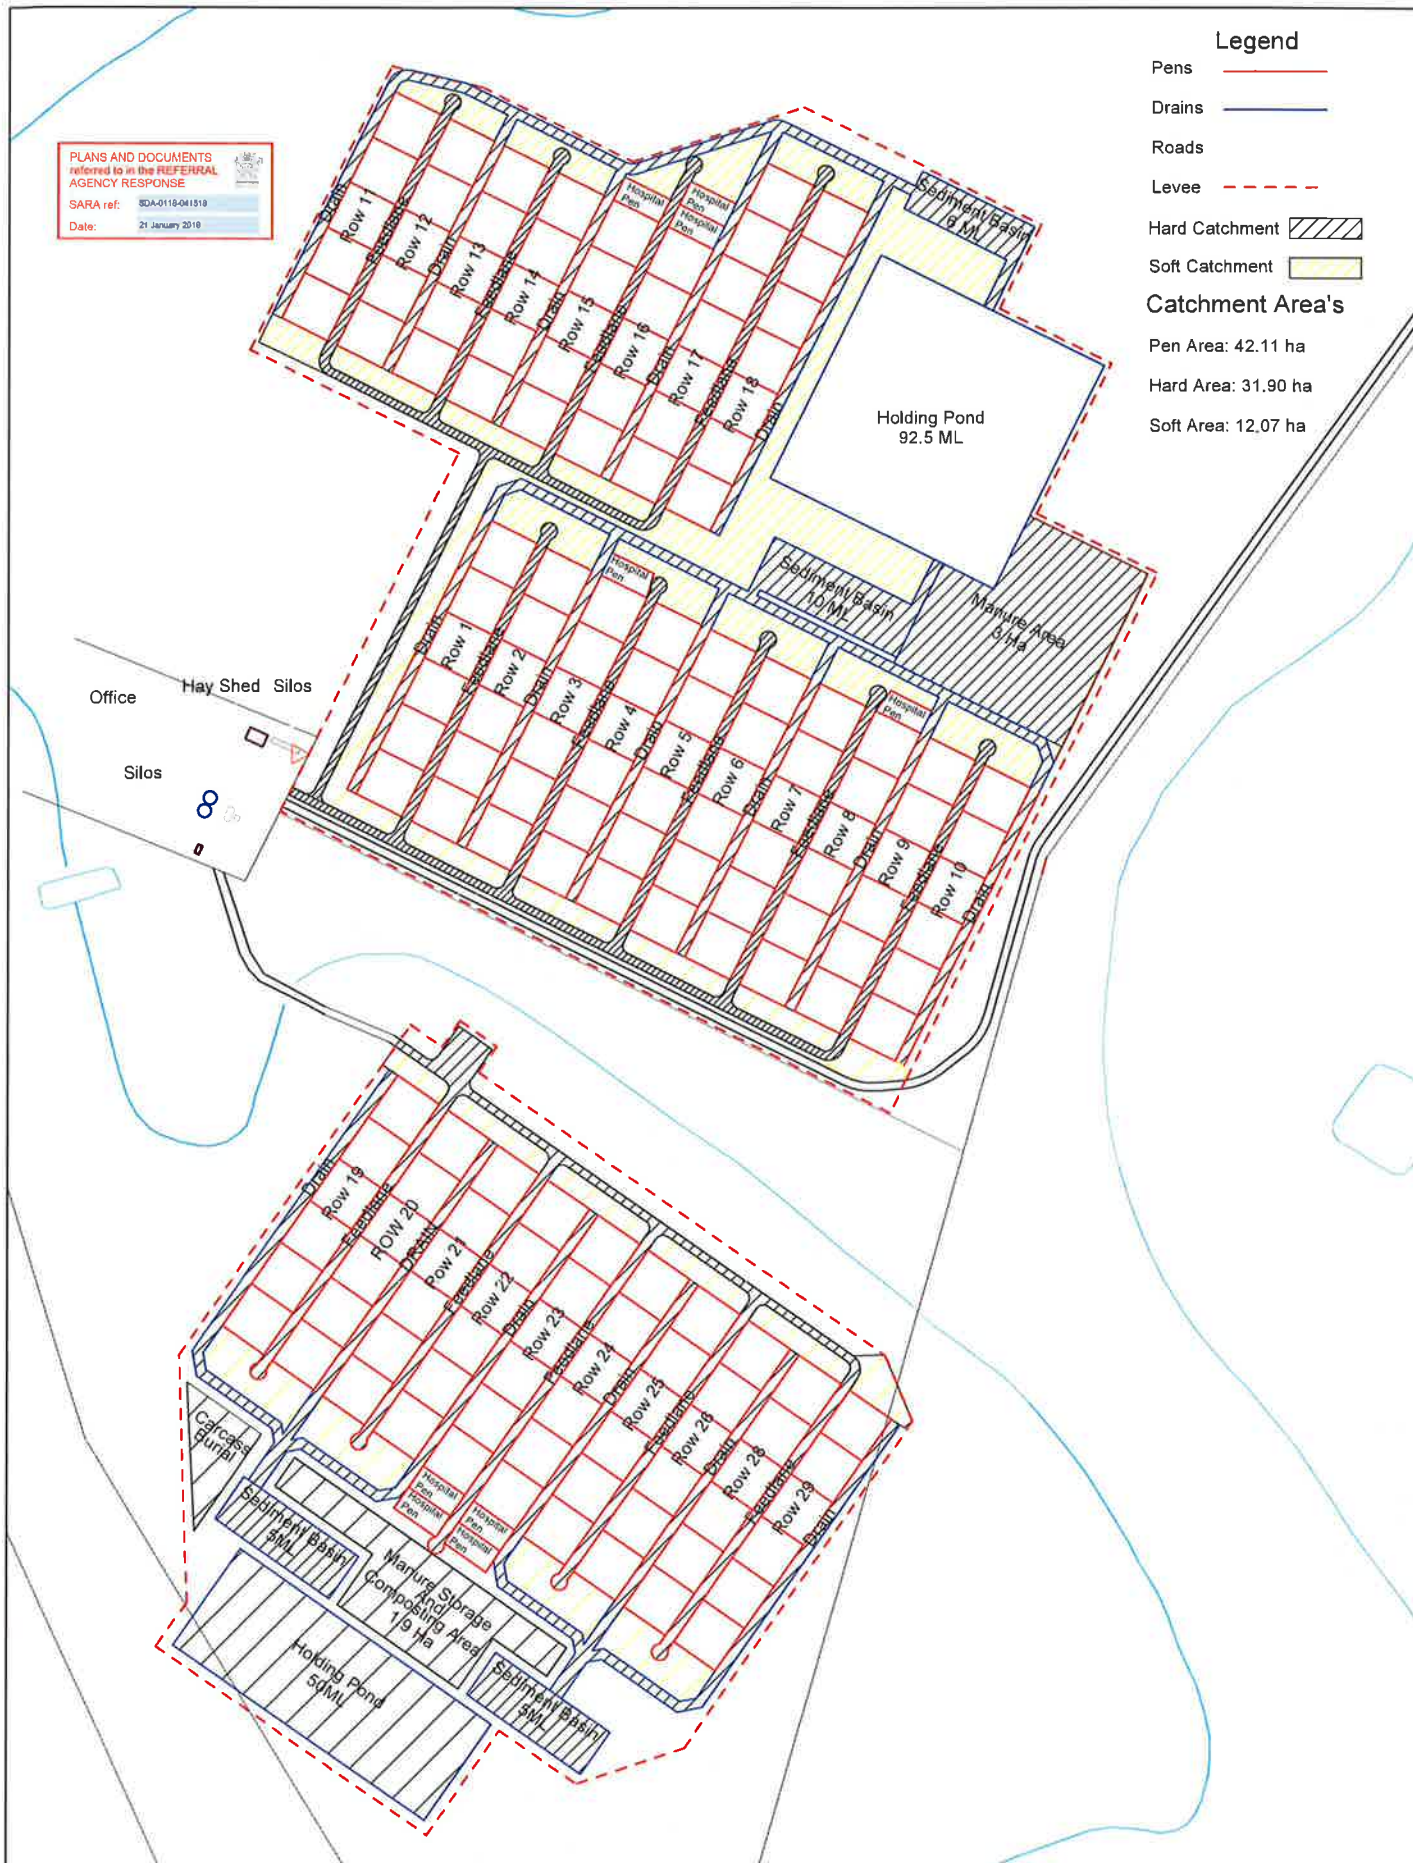 Legend
Pens
Drains
Roads
Levee
Hard Catchment
Soft Catchment
Catchment Area's
Pen Area: 42.11 ha
Hard Area: 31.90 ha
Soft Area: 12.07 ha
PLANS AND DOCUMENTS
referred to in the REFERRAL
AGENCY RESPONSE
SARA ref:
SDA-0118-041518
Date:
Drain
Row 11
Feedlane
Row 12
Drain
Row 13
Feedlane
Row 14
Drain
Row 15
Feedlane
Row 16
Drain
Row 17
Feedlane
Row 18
Drain
Hospital
Pen
Hospital
Pen
Hospital
Pen
Sediment Basin
6 ML
Holding Pond
92.5 ML
Sediment Basin
10 ML
Manure Area
3 Ha
Hospital
Pen
Hospital
Pen
Drain
Row 1
Feedlane
Row 2
Drain
Row 3
Feedlane
Row 4
Drain
Row 5
Feedlane
Row 6
Drain
Row 7
Feedlane
Row 8
Drain
Row 9
Feedlane
Row 10
Drain
Office
Hay Shed
Silos
Silos
Drain
Row 19
Feedlane
ROW 20
DRAIN
Row 21
Feedlane
Row 22
Drain
Row 23
Feedlane
Row 24
Drain
Row 25
Feedlane
Row 26
Drain
Row 28
Feedlane
Row 29
Drain
Carcass
Burial
Hospital
Pen
Hospital
Pen
Hospital
Pen
Hospital
Pen
Sediment Basin
5ML
Manure Storage
And
Composting Area
1.9 Ha
Holding Pond
50ML
Sediment Basin
5ML